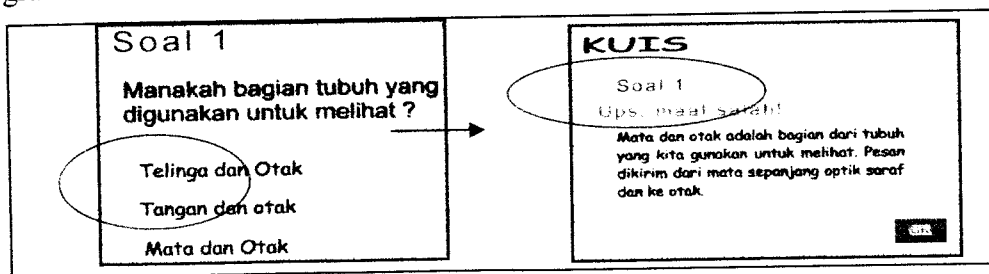 Soal 1
Manakah bagian tubuh yang
digunakan untuk melihat ?
Telinga dan Otak
Tangan dan otak
Mata dan Otak
KUIS
Soal 1
Ups, maaf salah!
Mata dan otak adalah bagian dari tubuh
yang kita gunakan untuk melihat. Pesan
dikirim dari mata sepanjang optik saraf
dan ke otak.